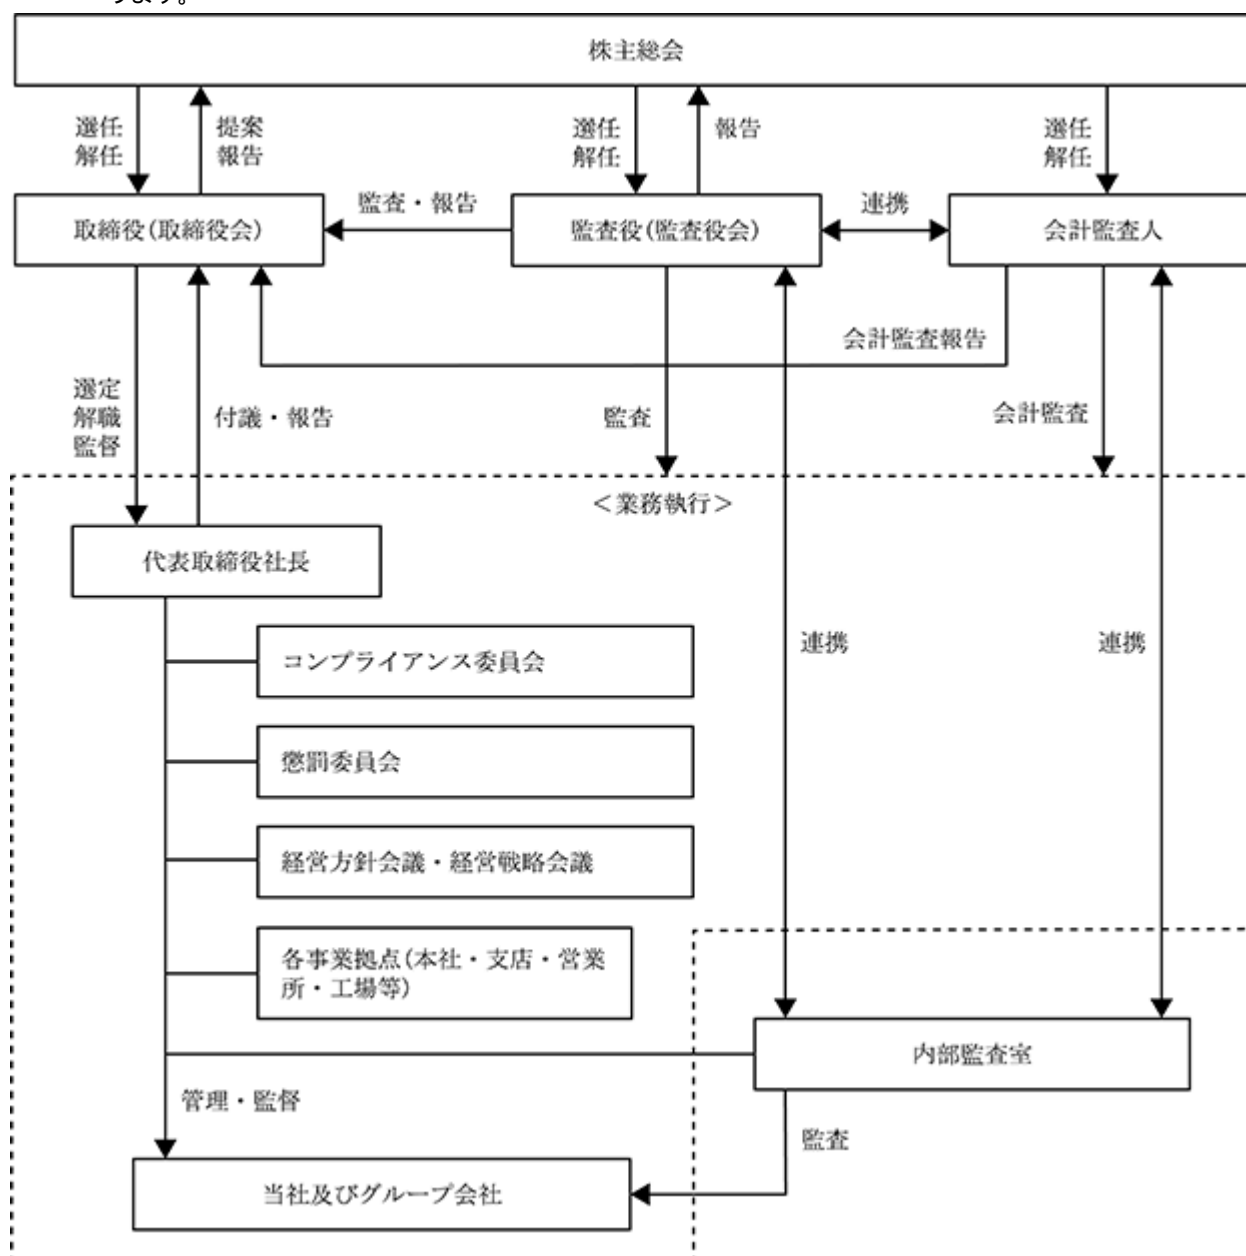 ります。
株主総会
選任
解任
提案
報告
選任
解任
報告
選任
解任
取締役(取締役会)
監査・報告
監査役(監査役会)
連携
会計監査人
会計監査報告
選定
解職
監督
付議・報告
監査
会計監査
＜業務執行＞
代表取締役社長
コンプライアンス委員会
連携
連携
懲罰委員会
経営方針会議・経営戦略会議
各事業拠点(本社・支店・営業
所・工場等)
内部監査室
管理・監督
監査
当社及びグループ会社